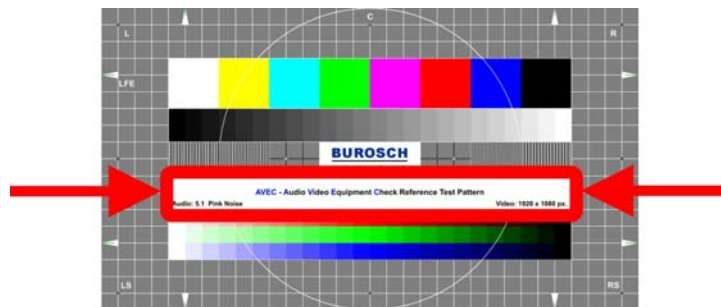 L C R
LFE
BUROSCH
AVEC - Audio Video Equipment Check Reference Test Pattern
Audio: 5.1 Pink Noise Video: 1920 x 1080 px.
LS RS